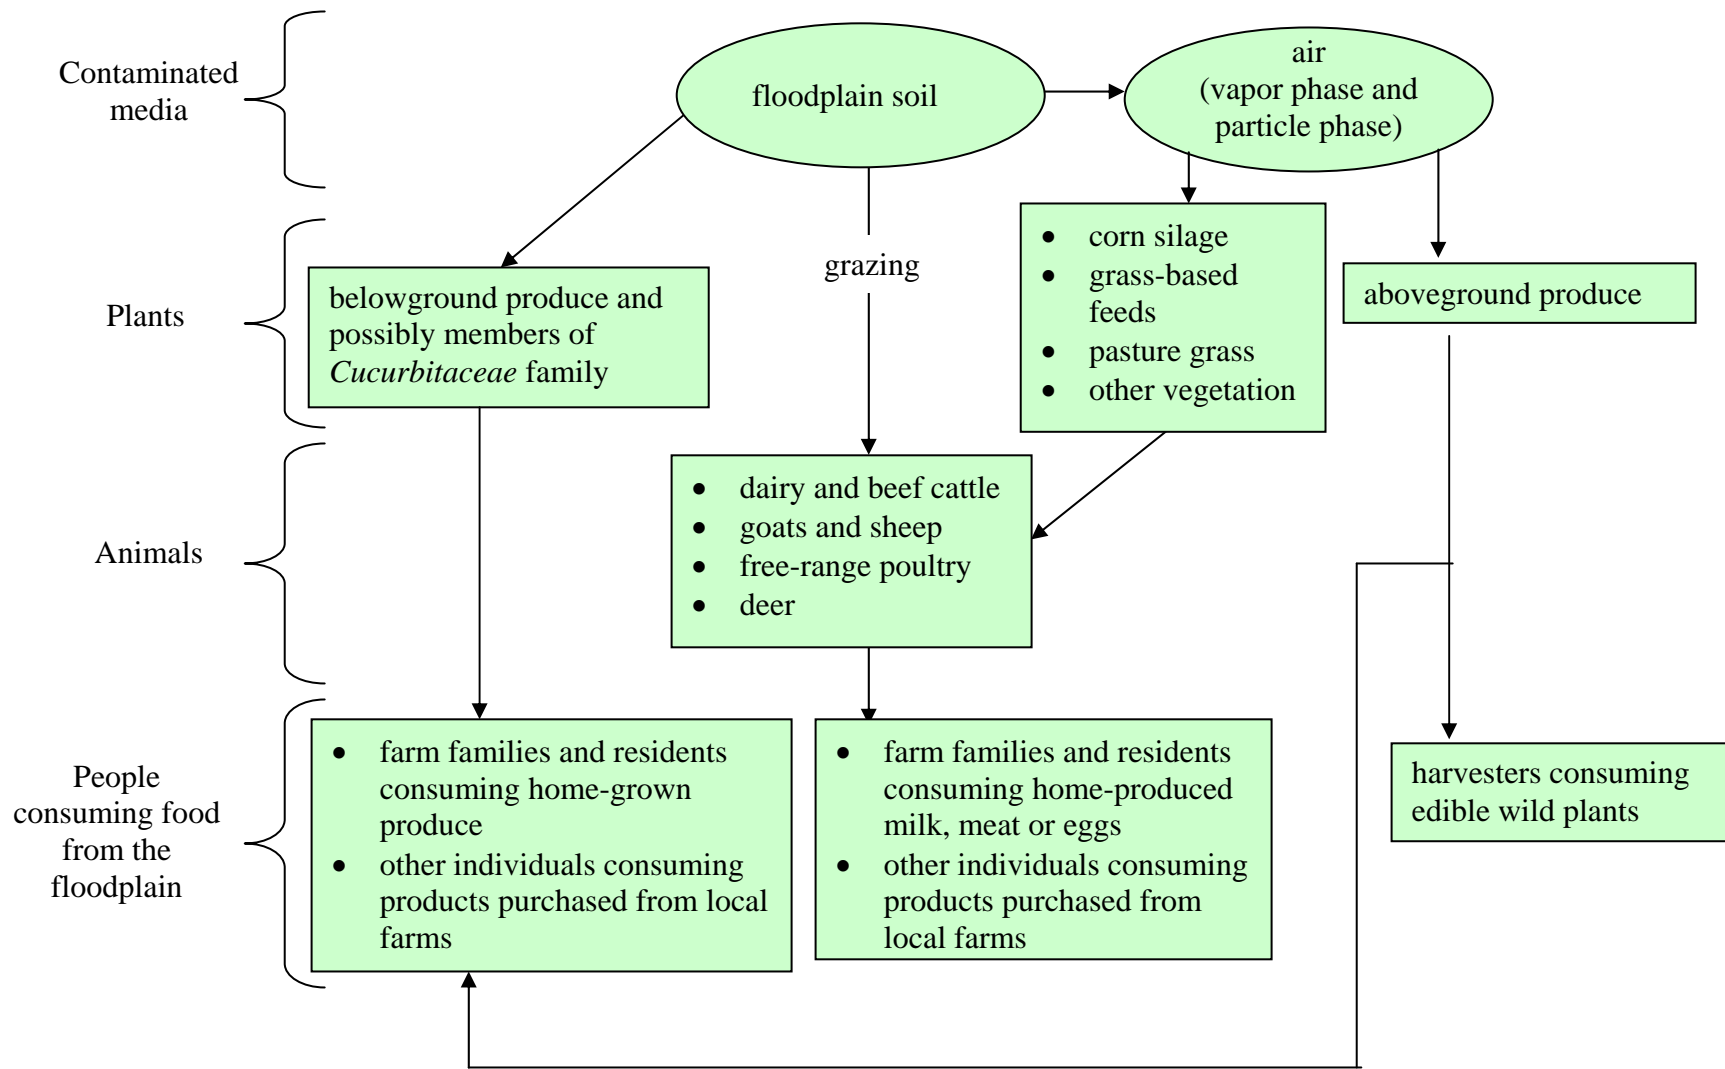 Contaminated
media
floodplain soil
air
(vapor phase and
particle phase)
Plants
belowground produce and
possibly members of
Cucurbitaceae family
grazing
• corn silage
• grass-based
feeds
• pasture grass
• other vegetation
aboveground produce
Animals
• dairy and beef cattle
• goats and sheep
• free-range poultry
• deer
People
consuming food
from the
floodplain
• farm families and residents
consuming home-grown
produce
• other individuals consuming
products purchased from local
farms
• farm families and residents
consuming home-produced
milk, meat or eggs
• other individuals consuming
products purchased from
local farms
harvesters consuming
edible wild plants